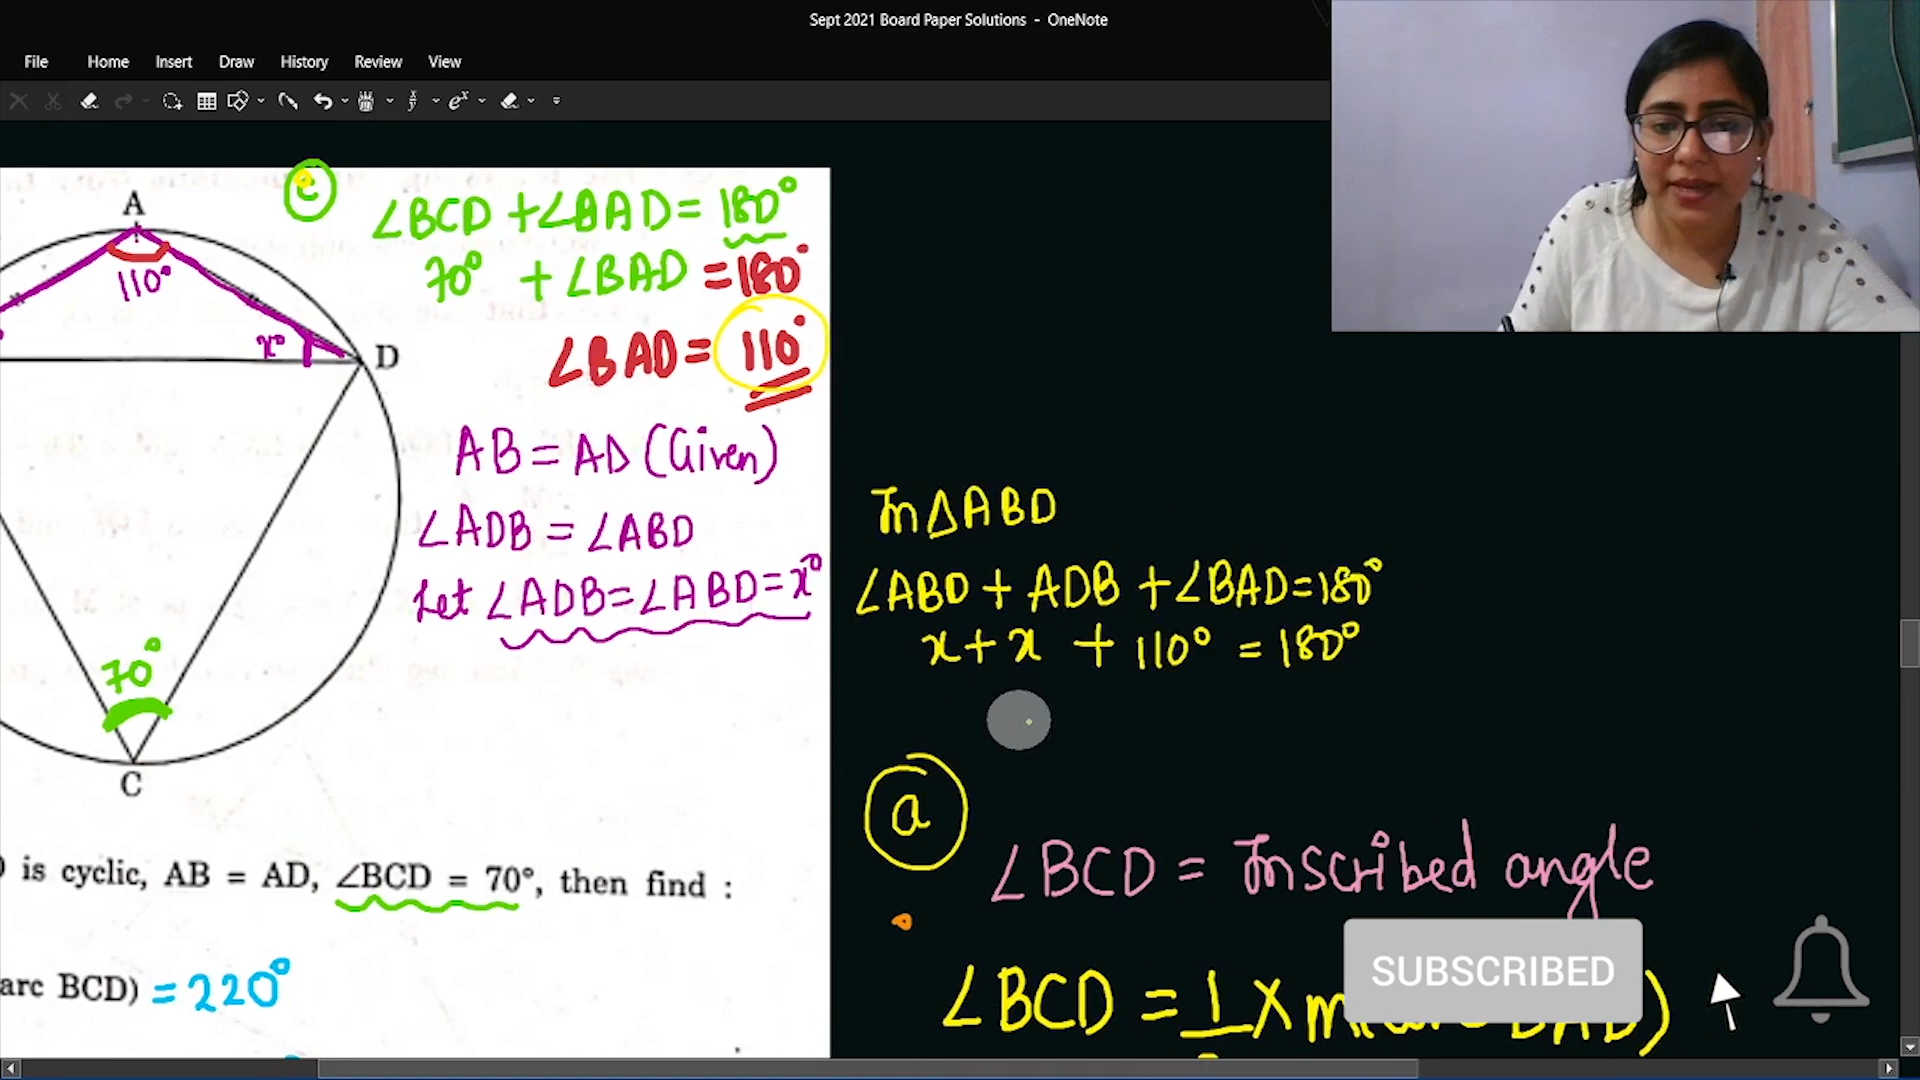 Sept 2021 Board Paper Solutions - OneNote
File Home Insert Draw History Review View
A
110°
x°
D
70°
C
c
∠BCD + ∠BAD = 180°
70° + ∠BAD = 180°
∠BAD = 110°
AB = AD (Given)
∠ADB = ∠ABD
Let ∠ADB = ∠ABD = x°
is cyclic, AB = AD, ∠BCD = 70°, then find :
arc BCD) = 220°
In △ABD
∠ABD + ADB + ∠BAD = 180°
x + x + 110° = 180°
a
∠BCD = Inscribed angle
∠BCD = 1 × m(
SUBSCRIBED